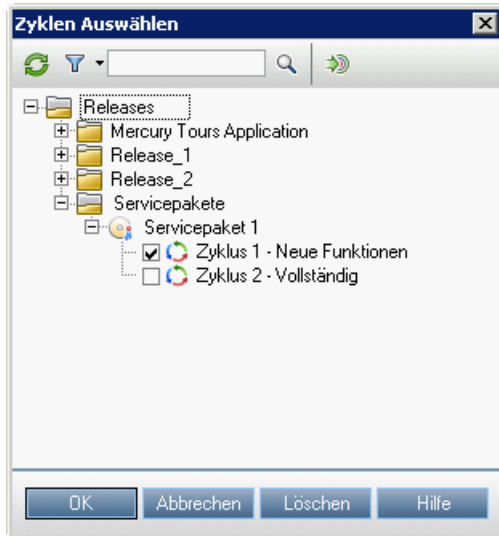 Zyklen Auswählen
Releases
Mercury Tours Application
Release_1
Release_2
Servicepakete
Servicepaket 1
Zyklus 1 - Neue Funktionen
Zyklus 2 - Vollständig
OK Abbrechen Löschen Hilfe